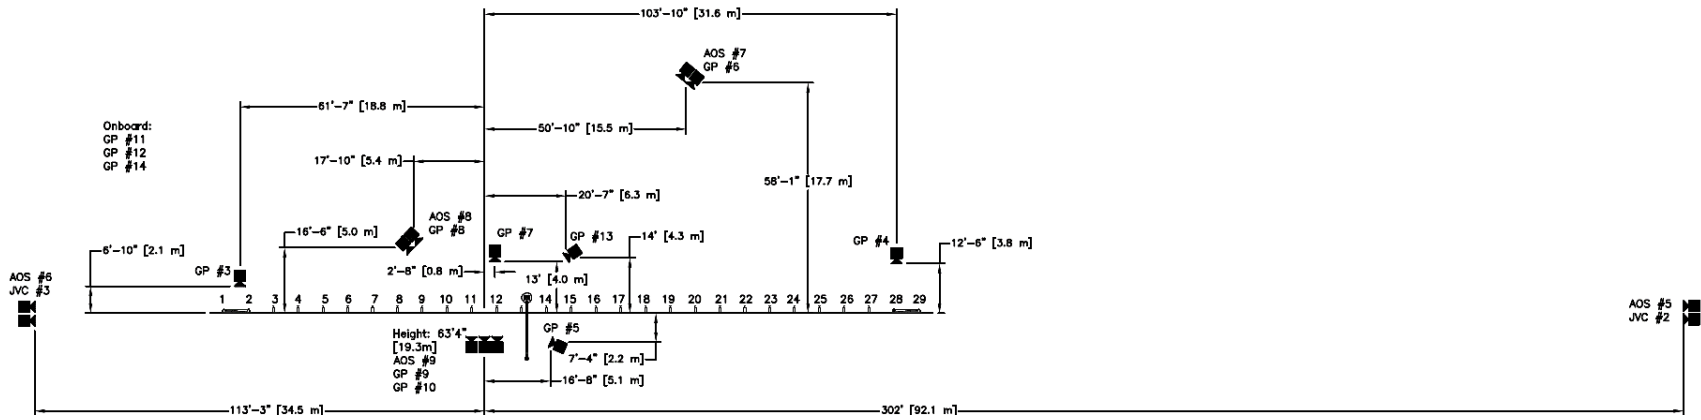 103'-10" [31.6 m]
AOS #7
GP #6
61'-7" [18.8 m]
50'-10" [15.5 m]
Onboard:
GP #11
GP #12
GP #14
17'-10" [5.4 m]
58'-1" [17.7 m]
20'-7" [6.3 m]
AOS #8
GP #8
16'-6" [5.0 m]
GP #7
GP #13
14' [4.3 m]
GP #4
12'-6" [3.8 m]
6'-10" [2.1 m]
GP #3
2'-8" [0.8 m]
13' [4.0 m]
AOS #6
JVC #3
1 2 3 4 5 6 7 8 9 10 11 12 14 15 16 17 18 19 20 21 22 23 24 25 26 27 28 29
AOS #5
JVC #2
Height: 63'4"
[19.3m]
AOS #9
GP #9
GP #10
GP #5
7'-4" [2.2 m]
16'-8" [5.1 m]
113'-3" [34.5 m]
302' [92.1 m]